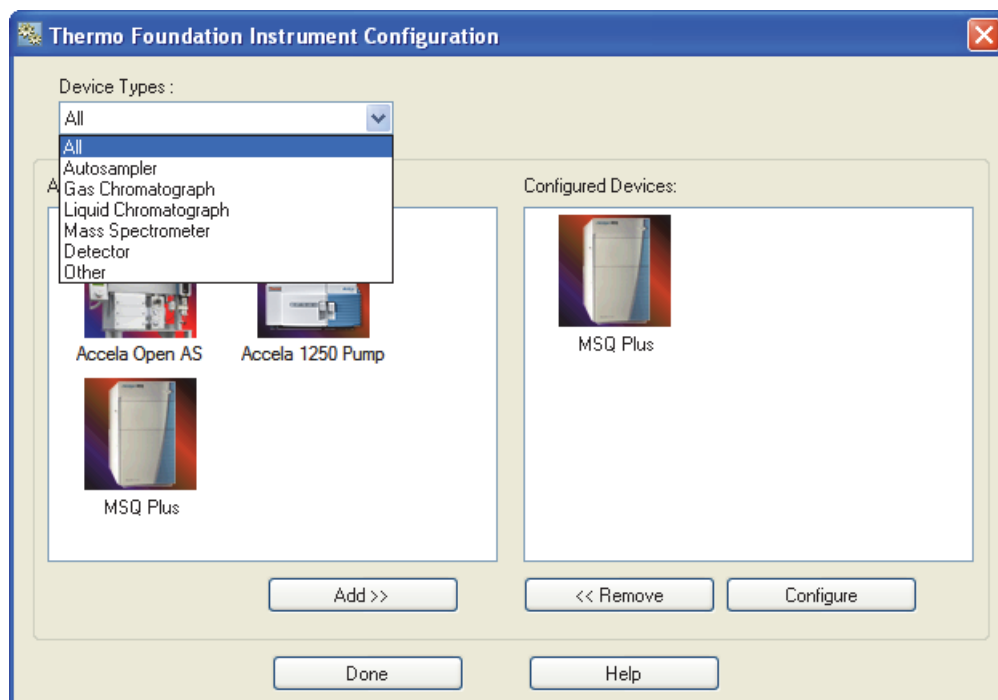 Thermo Foundation Instrument Configuration
Device Types :
All
All
Autosampler
Gas Chromatograph
Liquid Chromatograph
Mass Spectrometer
Detector
Other
A
Configured Devices:
Accela Open AS
Accela 1250 Pump
MSQ Plus
MSQ Plus
Add >>
<< Remove
Configure
Done
Help